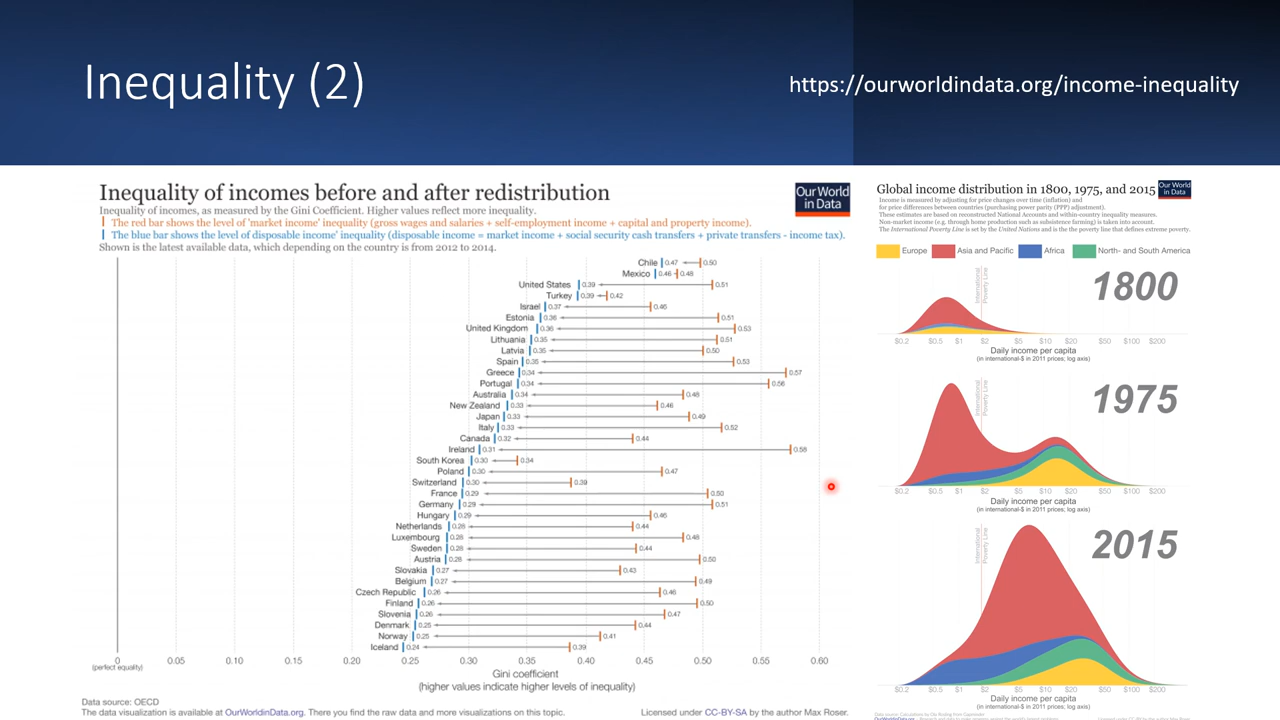 Inequality (2)
https://ourworldindata.org/income-inequality
Inequality of incomes before and after redistribution
Inequality of incomes, as measured by the Gini Coefficient. Higher values reflect more inequality.
The red bar shows the level of 'market income' inequality (gross wages and salaries + self-employment income + capital and property income).
The blue bar shows the level of disposable income' inequality (disposable income = market income + social security cash transfers + private transfers - income tax).
Shown is the latest available data, which depending on the country is from 2012 to 2014.
Our World
in Data
Chile 0.47 0.50
Mexico 0.46 0.48
United States 0.39 0.51
Turkey 0.39 0.42
Israel 0.37 0.46
Estonia 0.36 0.51
United Kingdom 0.36 0.53
Lithuania 0.35 0.51
Latvia 0.35 0.50
Spain 0.35 0.53
Greece 0.34 0.57
Portugal 0.34 0.56
Australia 0.34 0.48
New Zealand 0.33 0.46
Japan 0.33 0.49
Italy 0.33 0.52
Canada 0.32 0.44
Ireland 0.31 0.58
South Korea 0.30 0.34
Poland 0.30 0.47
Switzerland 0.30 0.39
France 0.29 0.50
Germany 0.29 0.51
Hungary 0.29 0.46
Netherlands 0.28 0.44
Luxembourg 0.28 0.48
Sweden 0.28 0.44
Austria 0.28 0.50
Slovakia 0.27 0.43
Belgium 0.27 0.49
Czech Republic 0.26 0.46
Finland 0.26 0.50
Slovenia 0.26 0.47
Denmark 0.25 0.44
Norway 0.25 0.41
Iceland 0.24 0.39
0 0.05 0.10 0.15 0.20 0.25 0.30 0.35 0.40 0.45 0.50 0.55 0.60
(perfect equality)
Gini coefficient
(higher values indicate higher levels of inequality)
Data source: OECD
The data visualization is available at OurWorldinData.org. There you find the raw data and more visualizations on this topic.
Licensed under CC-BY-SA by the author Max Roser.
Global income distribution in 1800, 1975, and 2015
Our World
in Data
Income is measured by adjusting for price changes over time (inflation) and
for price differences between countries (purchasing power parity (PPP) adjustment).
These estimates are based on reconstructed National Accounts and within-country inequality measures.
Non-market income (e.g. through home production such as subsistence farming) is taken into account.
The International Poverty Line is set by the United Nations and is the the poverty line that defines extreme poverty.
Europe Asia and Pacific Africa North- and South America
International
Poverty Line
1800
$0.2 $0.5 $1 $2 $5 $10 $20 $50 $100 $200
Daily income per capita
(in international-$ in 2011 prices; log axis)
International
Poverty Line
1975
$0.2 $0.5 $1 $2 $5 $10 $20 $50 $100 $200
Daily income per capita
(in international-$ in 2011 prices; log axis)
International
Poverty Line
2015
$0.2 $0.5 $1 $2 $5 $10 $20 $50 $100 $200
Daily income per capita
(in international-$ in 2011 prices; log axis)